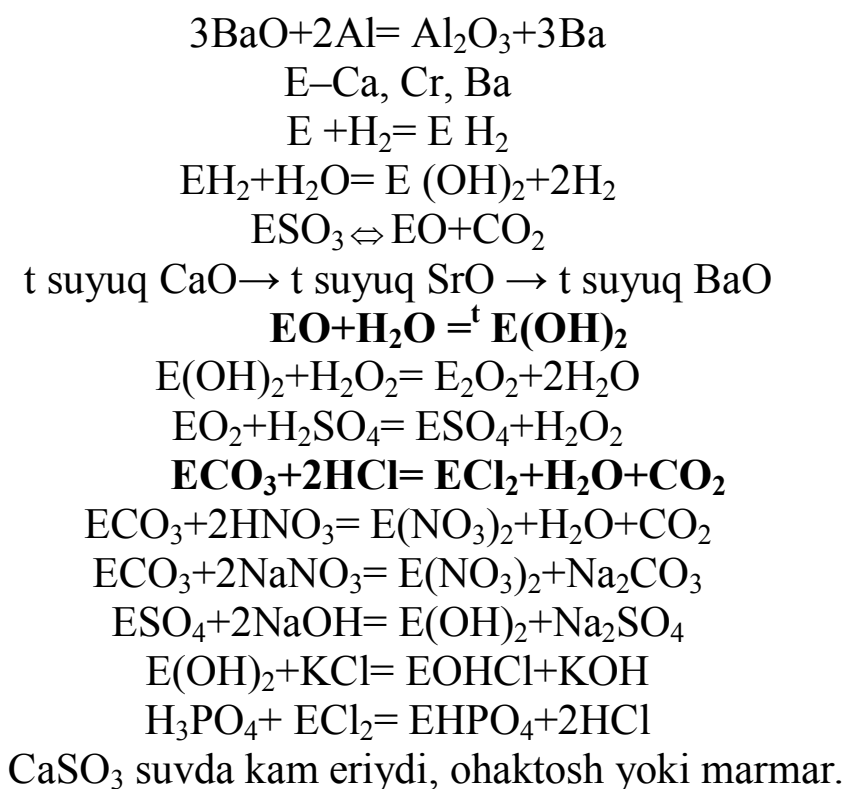 3BaO+2Al= Al₂O₃+3Ba
E–Ca, Cr, Ba
E +H₂= E H₂
EH₂+H₂O= E (OH)₂+2H₂
ESO₃⇔EO+CO₂
t suyuq CaO→ t suyuq SrO → t suyuq BaO
EO+H₂O =ᵗ E(OH)₂
E(OH)₂+H₂O₂= E₂O₂+2H₂O
EO₂+H₂SO₄= ESO₄+H₂O₂
ECO₃+2HCl= ECl₂+H₂O+CO₂
ECO₃+2HNO₃= E(NO₃)₂+H₂O+CO₂
ECO₃+2NaNO₃= E(NO₃)₂+Na₂CO₃
ESO₄+2NaOH= E(OH)₂+Na₂SO₄
E(OH)₂+KCl= EOHCl+KOH
H₃PO₄+ ECl₂= EHPO₄+2HCl
CaSO₃ suvda kam eriydi, ohaktosh yoki marmar.